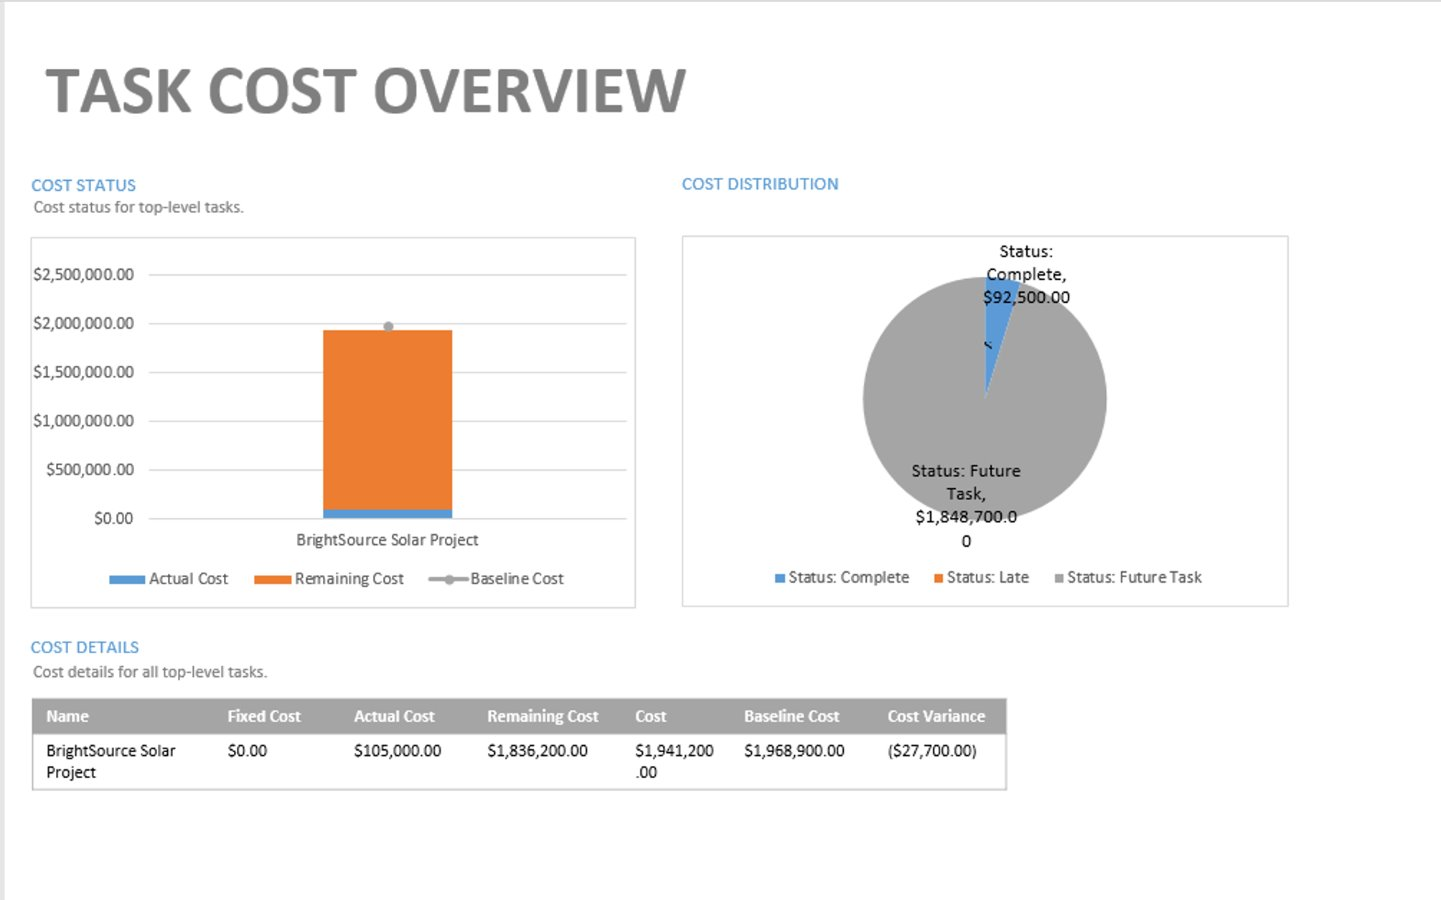 TASK COST OVERVIEW
COST STATUS
Cost status for top-level tasks.
$2,500,000.00
$2,000,000.00
$1,500,000.00
$1,000,000.00
$500,000.00
$0.00
BrightSource Solar Project
Actual Cost Remaining Cost Baseline Cost
COST DISTRIBUTION
Status:
Complete,
$92,500.00
Status: Future
Task,
$1,848,700.0
0
Status: Complete Status: Late Status: Future Task
COST DETAILS
Cost details for all top-level tasks.
Name Fixed Cost Actual Cost Remaining Cost Cost Baseline Cost Cost Variance
BrightSource Solar $0.00 $105,000.00 $1,836,200.00 $1,941,200 $1,968,900.00 ($27,700.00)
Project .00